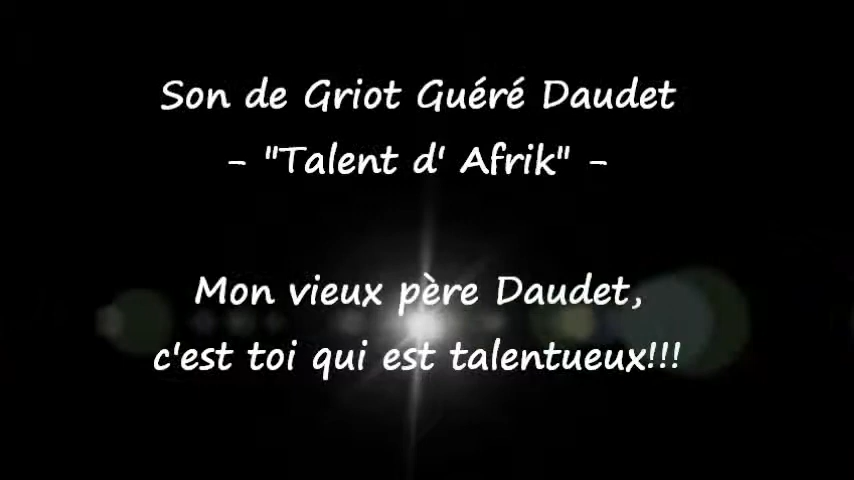 Son de Griot Guéré Daudet
- "Talent d' Afrik" -
Mon vieux père Daudet,
c'est toi qui est talentueux!!!